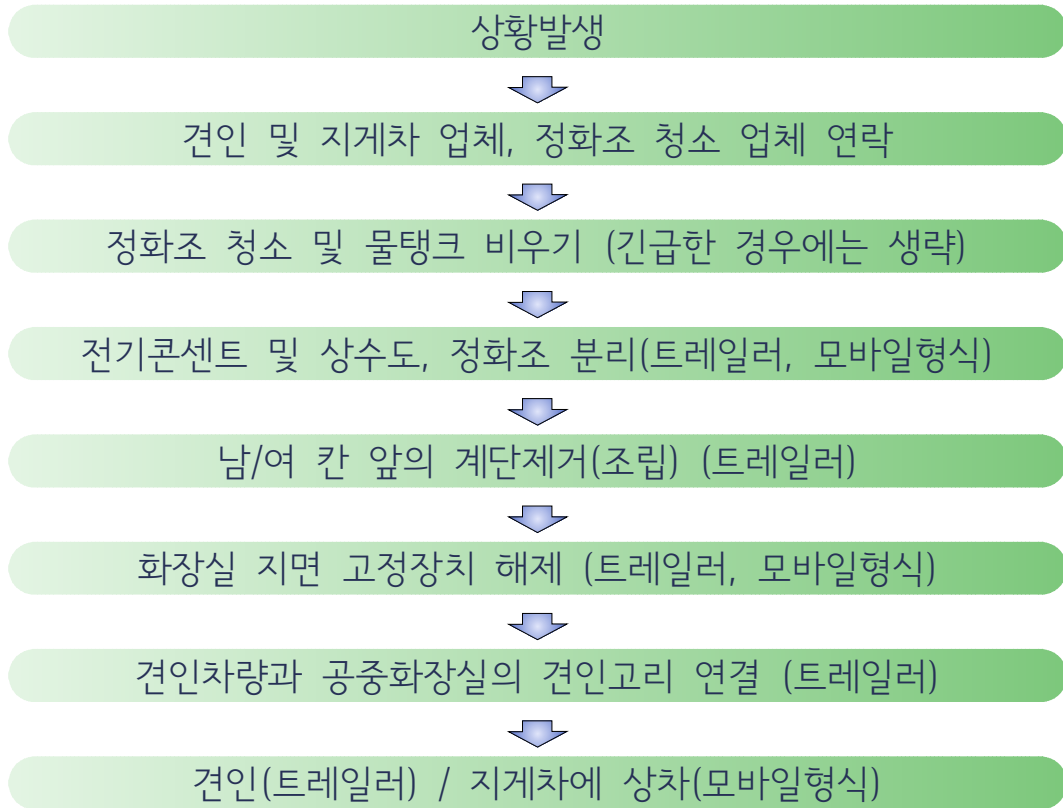 상황발생
견인 및 지게차 업체, 정화조 청소 업체 연락
정화조 청소 및 물탱크 비우기 (긴급한 경우에는 생략)
전기콘센트 및 상수도, 정화조 분리(트레일러, 모바일형식)
남/여 칸 앞의 계단제거(조립) (트레일러)
화장실 지면 고정장치 해제 (트레일러, 모바일형식)
견인차량과 공중화장실의 견인고리 연결 (트레일러)
견인(트레일러) / 지게차에 상차(모바일형식)